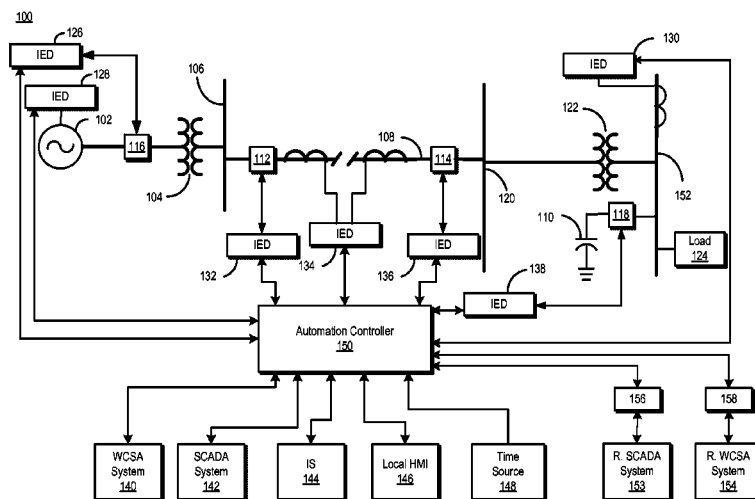 100
126
IED
128
IED
102
116
104
106
112
108
114
120
122
130
IED
152
110
118
Load
124
IED
132
IED
134
IED
136
138
IED
Automation Controller
150
156
158
WCSA
System
140
SCADA
System
142
IS
144
Local HMI
146
Time
Source
148
R. SCADA
System
153
R. WCSA
System
154